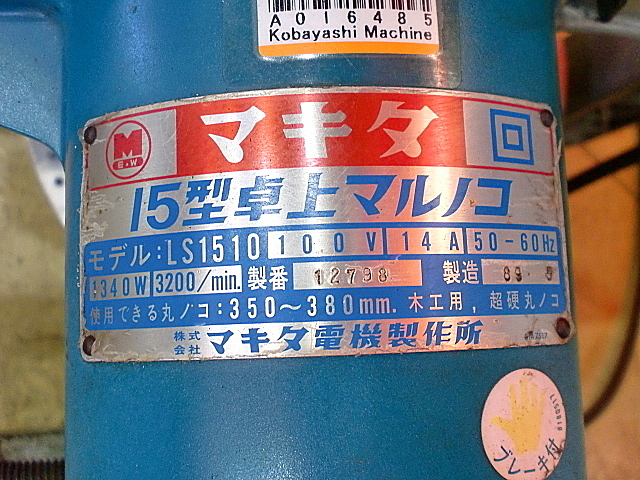 A016485
Kobayashi Machine
M
E.W
マキタ
15型卓上マルノコ
モデル:LS1510 100V 14A 50-60Hz
1340W 3200/min. 製番 12798 製造 89.5
使用できる丸ノコ:350〜380mm. 木工用, 超硬丸ノコ
株式会社 マキタ電機製作所
ブレーキ付